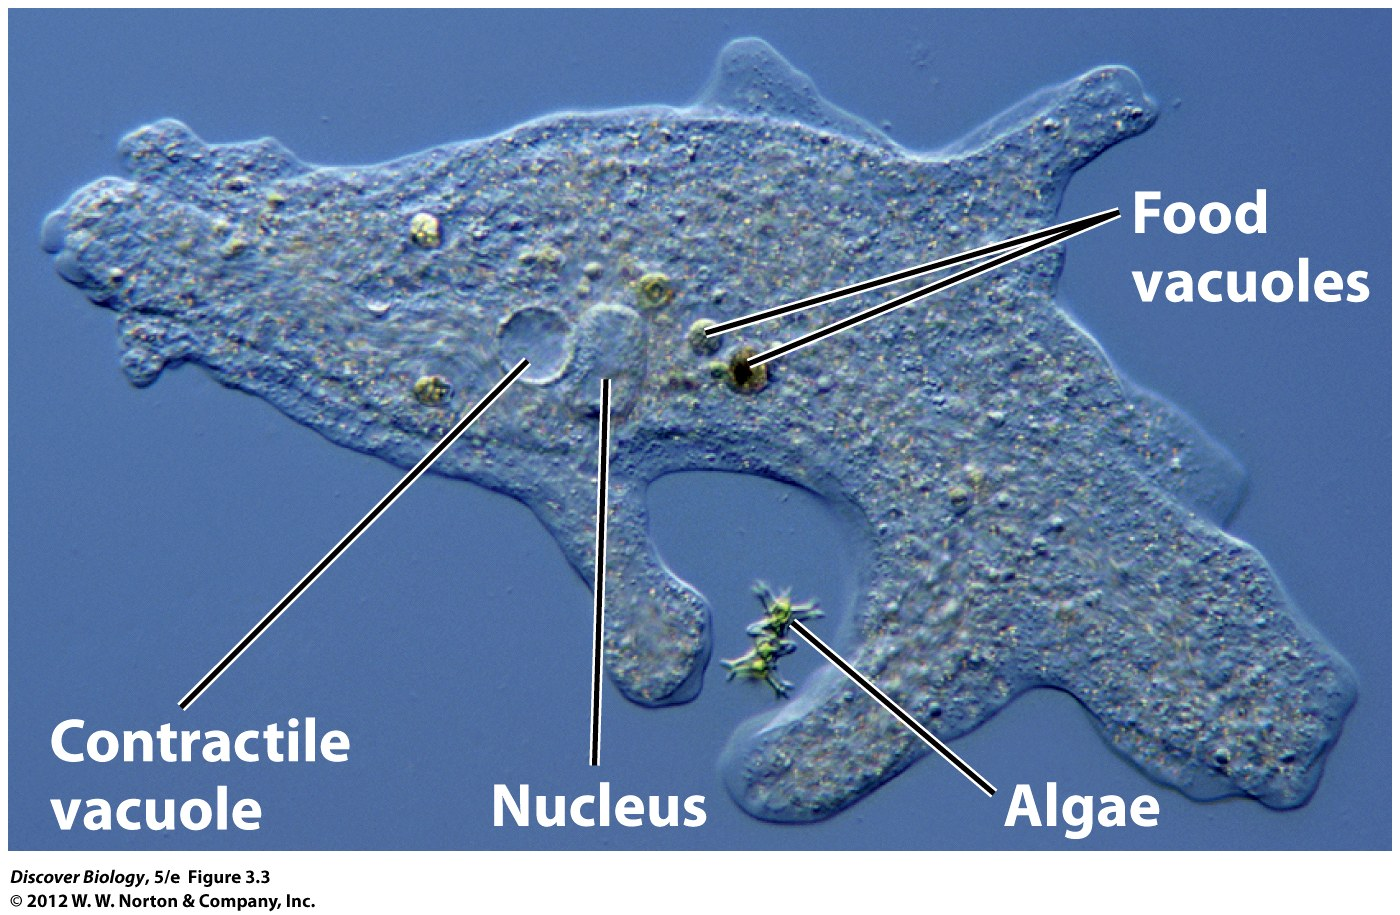 Food
vacuoles
Contractile
vacuole
Nucleus
Algae
Discover Biology, 5/e Figure 3.3
© 2012 W. W. Norton & Company, Inc.